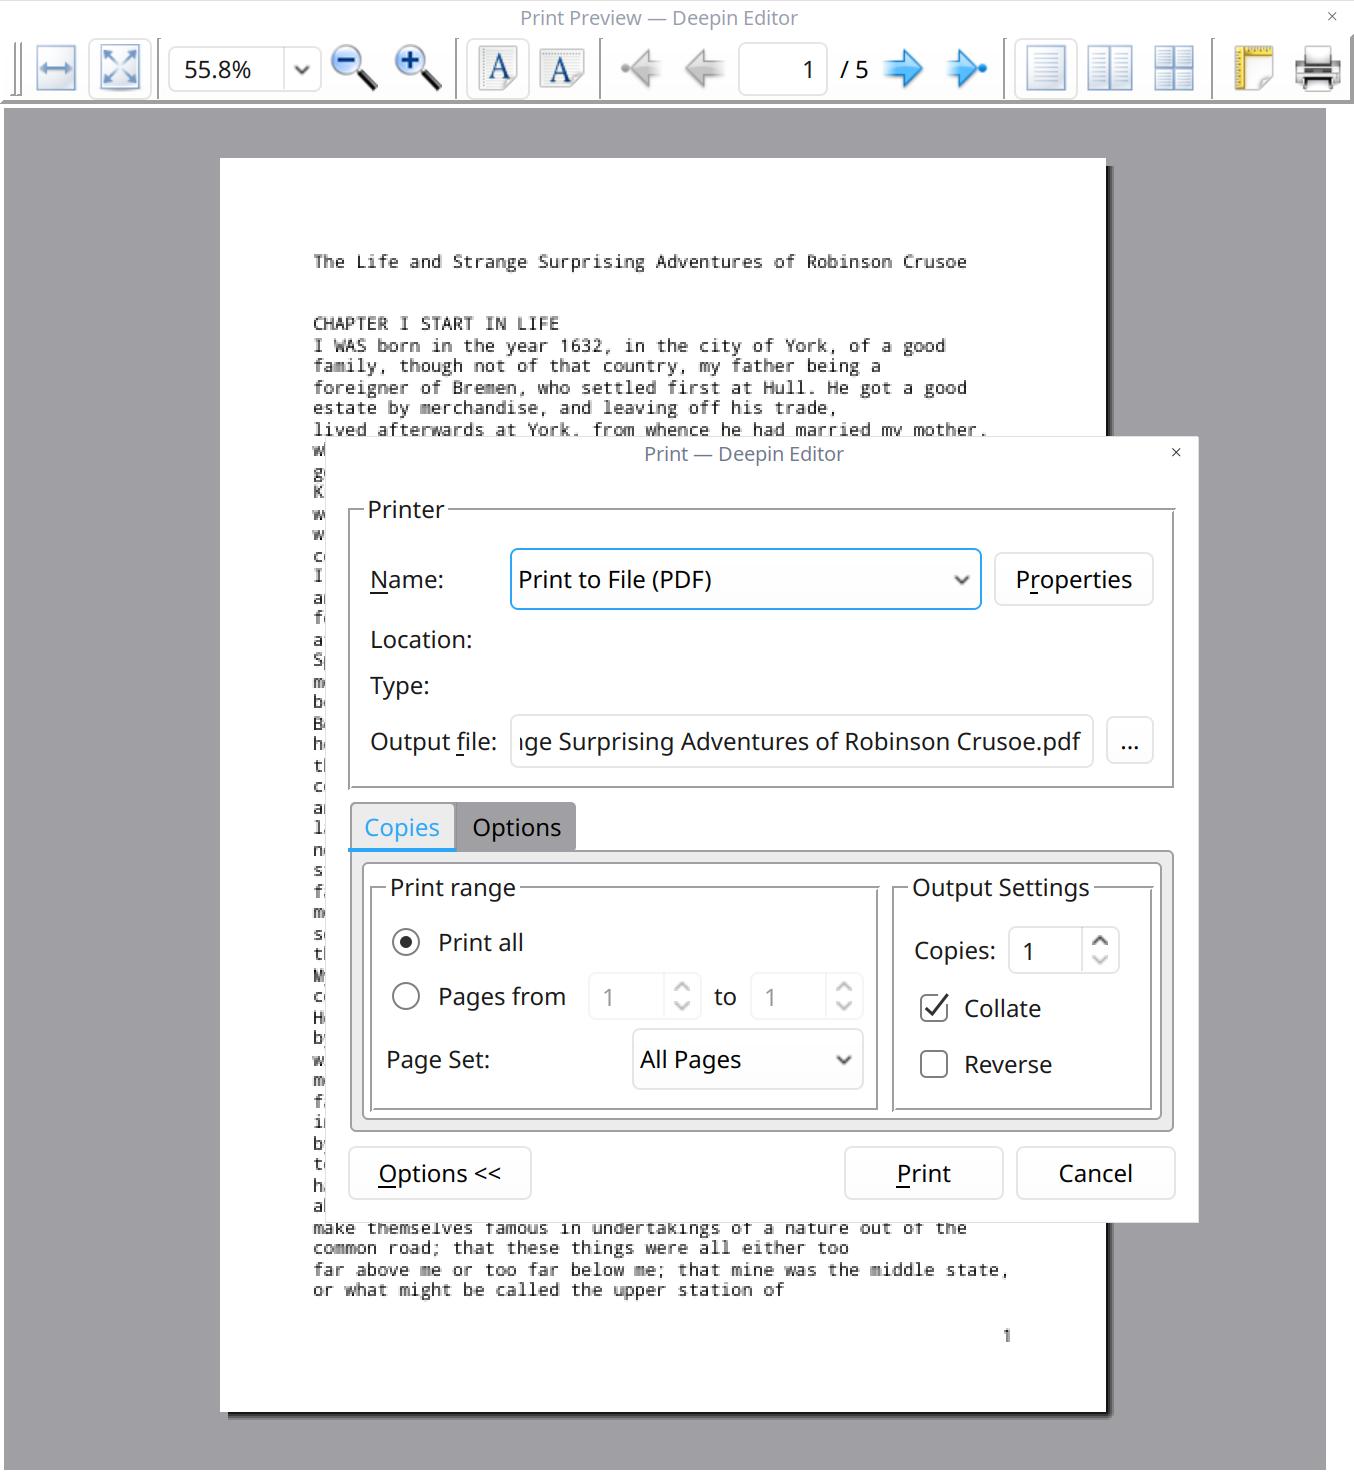 Print Preview — Deepin Editor
55.8%
1 / 5
The Life and Strange Surprising Adventures of Robinson Crusoe
CHAPTER I START IN LIFE
I WAS born in the year 1632, in the city of York, of a good
family, though not of that country, my father being a
foreigner of Bremen, who settled first at Hull. He got a good
estate by merchandise, and leaving off his trade,
lived afterwards at York, from whence he had married my mother,
Print — Deepin Editor
Printer
Name: Print to File (PDF) Properties
Location:
Type:
Output file: Surprising Adventures of Robinson Crusoe.pdf ...
Copies Options
Print range
Print all
Pages from 1 to 1
Page Set: All Pages
Output Settings
Copies: 1
Collate
Reverse
Options << Print Cancel
make themselves famous in undertakings of a nature out of the
common road; that these things were all either too
far above me or too far below me; that mine was the middle state,
or what might be called the upper station of
1